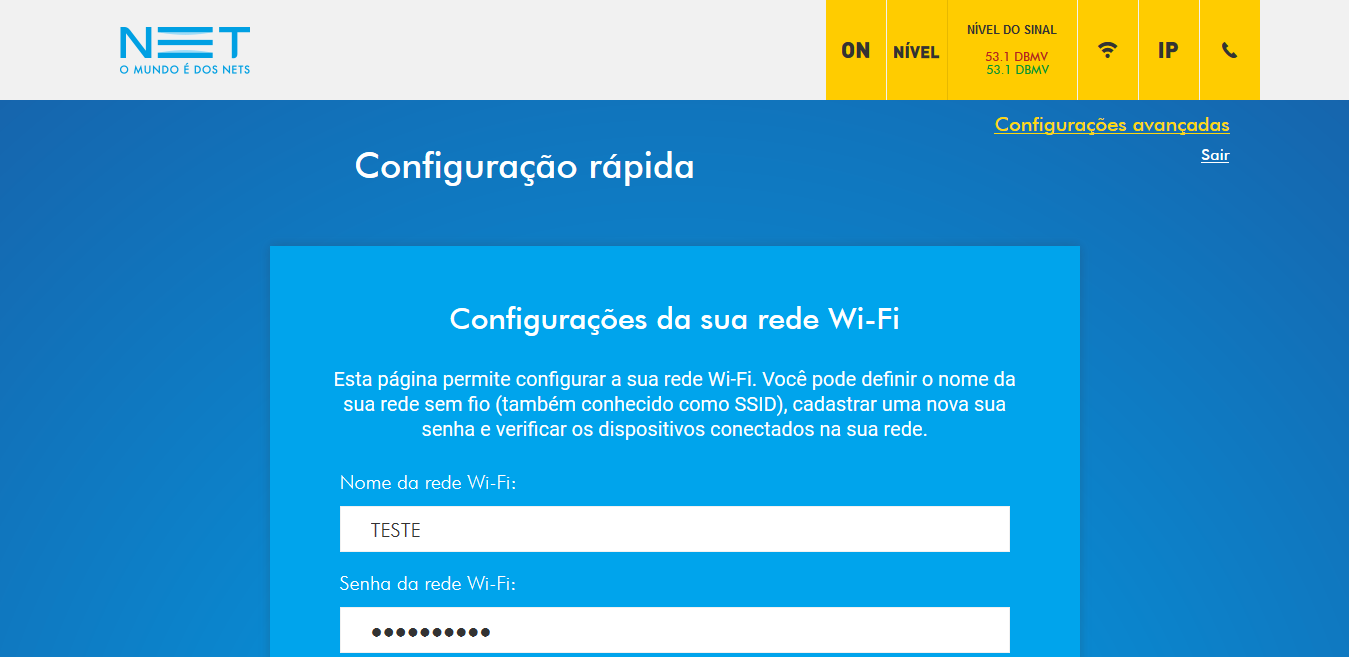 NET
O MUNDO É DOS NETS
ON
NÍVEL
NÍVEL DO SINAL
53.1 DBMV
53.1 DBMV
IP
Configurações avançadas
Sair
Configuração rápida
Configurações da sua rede Wi-Fi
Esta página permite configurar a sua rede Wi-Fi. Você pode definir o nome da
sua rede sem fio (também conhecido como SSID), cadastrar uma nova sua
senha e verificar os dispositivos conectados na sua rede.
Nome da rede Wi-Fi:
TESTE
Senha da rede Wi-Fi:
●●●●●●●●●●